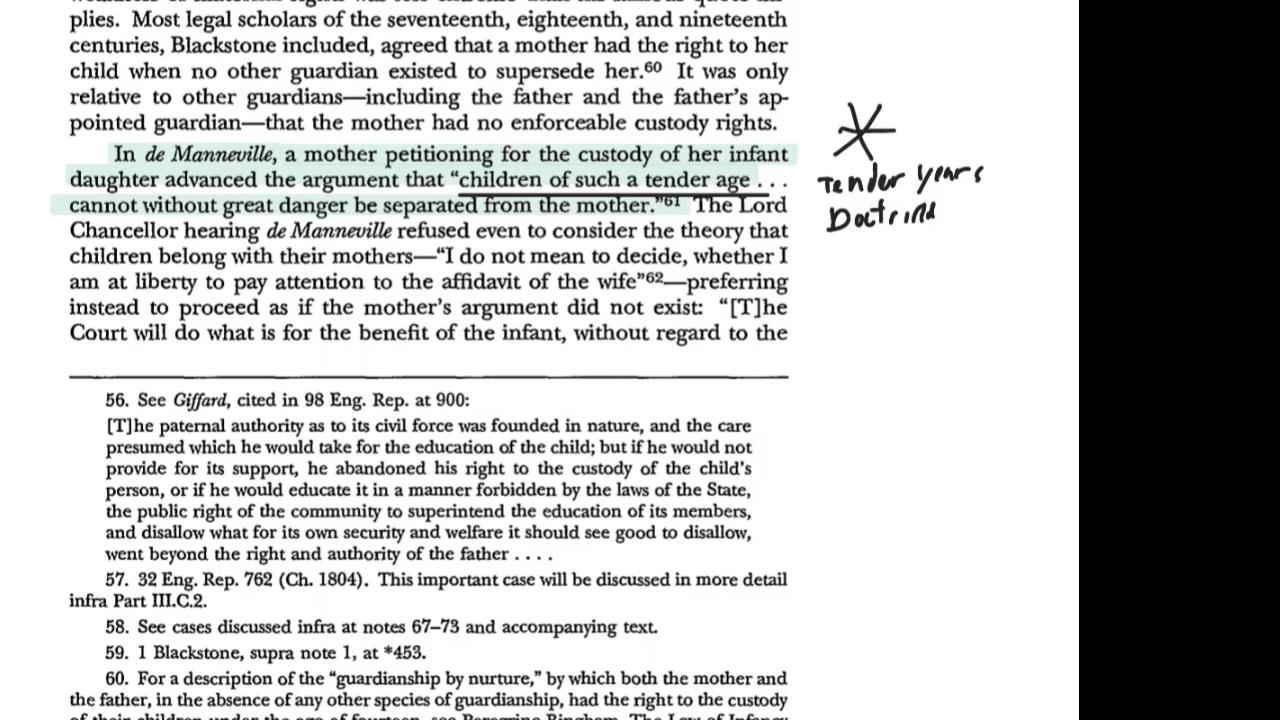 plies. Most legal scholars of the seventeenth, eighteenth, and nineteenth
centuries, Blackstone included, agreed that a mother had the right to her
child when no other guardian existed to supersede her.60 It was only
relative to other guardians—including the father and the father's ap-
pointed guardian—that the mother had no enforceable custody rights.
In de Manneville, a mother petitioning for the custody of her infant
daughter advanced the argument that “children of such a tender age . . .
cannot without great danger be separated from the mother.”61 The Lord
Chancellor hearing de Manneville refused even to consider the theory that
children belong with their mothers—“I do not mean to decide, whether I
am at liberty to pay attention to the affidavit of the wife”62—preferring
instead to proceed as if the mother's argument did not exist: “[T]he
Court will do what is for the benefit of the infant, without regard to the
Tender years
Doctrine
56. See Giffard, cited in 98 Eng. Rep. at 900:
[T]he paternal authority as to its civil force was founded in nature, and the care
presumed which he would take for the education of the child; but if he would not
provide for its support, he abandoned his right to the custody of the child's
person, or if he would educate it in a manner forbidden by the laws of the State,
the public right of the community to superintend the education of its members,
and disallow what for its own security and welfare it should see good to disallow,
went beyond the right and authority of the father . . . .
57. 32 Eng. Rep. 762 (Ch. 1804). This important case will be discussed in more detail
infra Part III.C.2.
58. See cases discussed infra at notes 67–73 and accompanying text.
59. 1 Blackstone, supra note 1, at *453.
60. For a description of the “guardianship by nurture,” by which both the mother and
the father, in the absence of any other species of guardianship, had the right to the custody